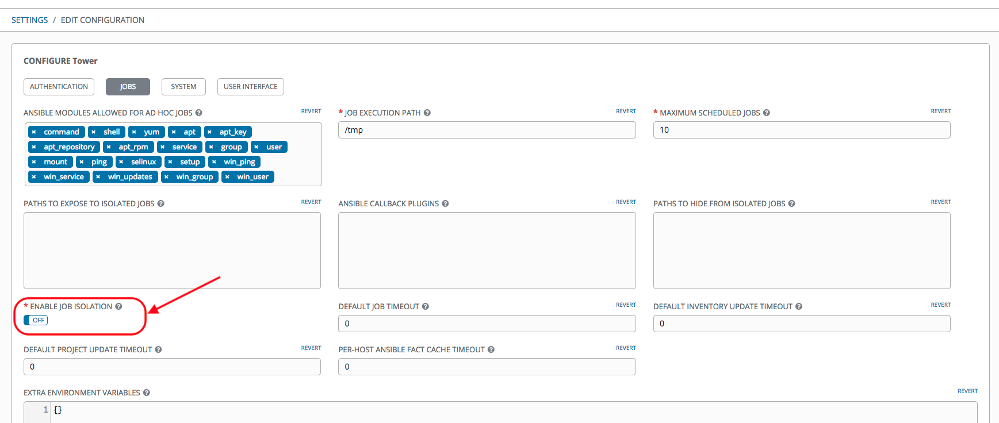 SETTINGS / EDIT CONFIGURATION
CONFIGURE Tower
AUTHENTICATION JOBS SYSTEM USER INTERFACE
ANSIBLE MODULES ALLOWED FOR AD HOC JOBS ? REVERT
× command × shell × yum × apt × apt_key
× apt_repository × apt_rpm × service × group × user
× mount × ping × selinux × setup × win_ping
× win_service × win_updates × win_group × win_user
* JOB EXECUTION PATH ? REVERT
/tmp
* MAXIMUM SCHEDULED JOBS ? REVERT
10
PATHS TO EXPOSE TO ISOLATED JOBS ? REVERT
ANSIBLE CALLBACK PLUGINS ? REVERT
PATHS TO HIDE FROM ISOLATED JOBS ? REVERT
* ENABLE JOB ISOLATION ?
OFF
DEFAULT JOB TIMEOUT ? REVERT
0
DEFAULT INVENTORY UPDATE TIMEOUT ? REVERT
0
DEFAULT PROJECT UPDATE TIMEOUT ? REVERT
0
PER-HOST ANSIBLE FACT CACHE TIMEOUT ? REVERT
0
EXTRA ENVIRONMENT VARIABLES ? REVERT
1 {}